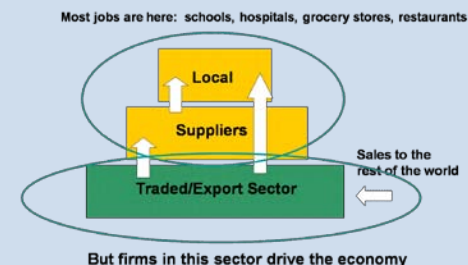 Most jobs are here: schools, hospitals, grocery stores, restaurants
Local
Suppliers
Sales to the
rest of the world
Traded/Export Sector
But firms in this sector drive the economy